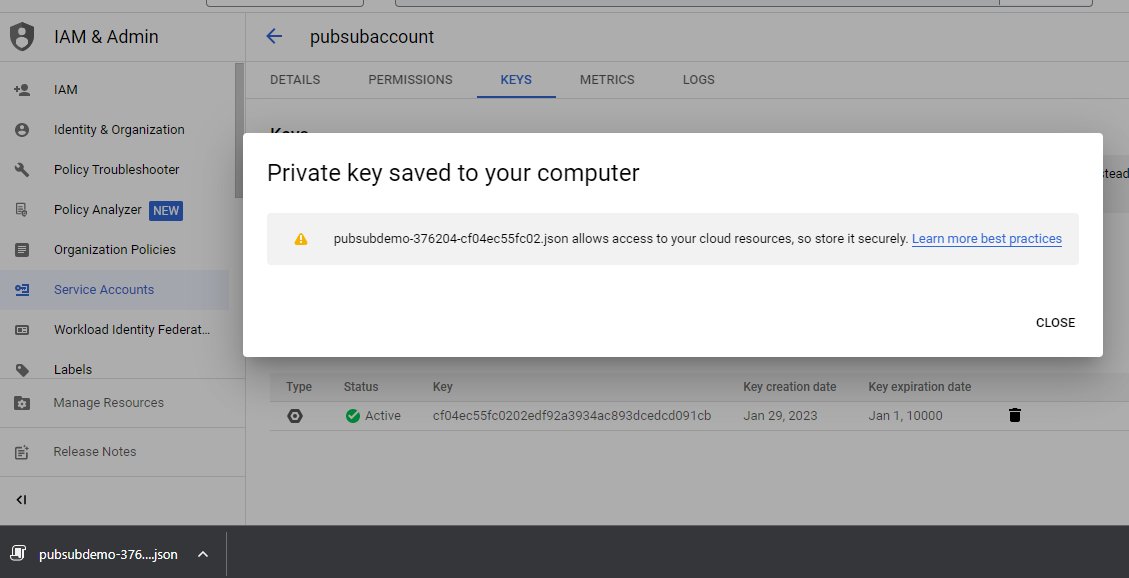 IAM & Admin
pubsubaccount
DETAILS
PERMISSIONS
KEYS
METRICS
LOGS
IAM
Identity & Organization
Policy Troubleshooter
Policy Analyzer NEW
Organization Policies
Service Accounts
Workload Identity Federat...
Labels
Manage Resources
Release Notes
Keys
Private key saved to your computer
pubsubdemo-376204-cf04ec55fc02.json allows access to your cloud resources, so store it securely. Learn more best practices
CLOSE
Type Status Key Key creation date Key expiration date
Active cf04ec55fc0202edf92a3934ac893dcedcd091cb Jan 29, 2023 Jan 1, 10000
pubsubdemo-376....json